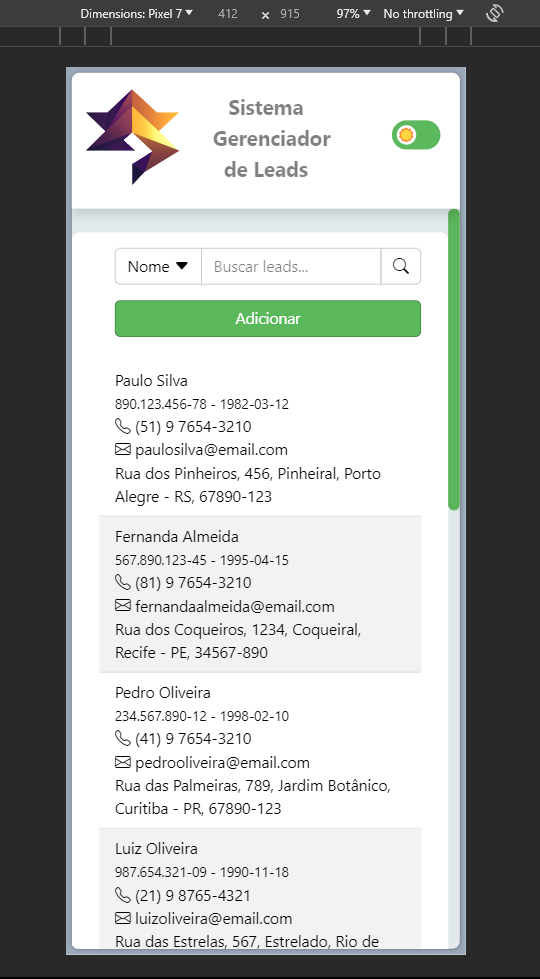 Dimensions: Pixel 7 412 × 915 97% No throttling
Sistema
Gerenciador
de Leads
Nome Buscar leads...
Adicionar
Paulo Silva
890.123.456-78 - 1982-03-12
(51) 9 7654-3210
paulosilva@email.com
Rua dos Pinheiros, 456, Pinheiral, Porto
Alegre - RS, 67890-123
Fernanda Almeida
567.890.123-45 - 1995-04-15
(81) 9 7654-3210
fernandaalmeida@email.com
Rua dos Coqueiros, 1234, Coqueiral,
Recife - PE, 34567-890
Pedro Oliveira
234.567.890-12 - 1998-02-10
(41) 9 7654-3210
pedrooliveira@email.com
Rua das Palmeiras, 789, Jardim Botânico,
Curitiba - PR, 67890-123
Luiz Oliveira
987.654.321-09 - 1990-11-18
(21) 9 8765-4321
luizoliveira@email.com
Rua das Estrelas, 567, Estrelado, Rio de